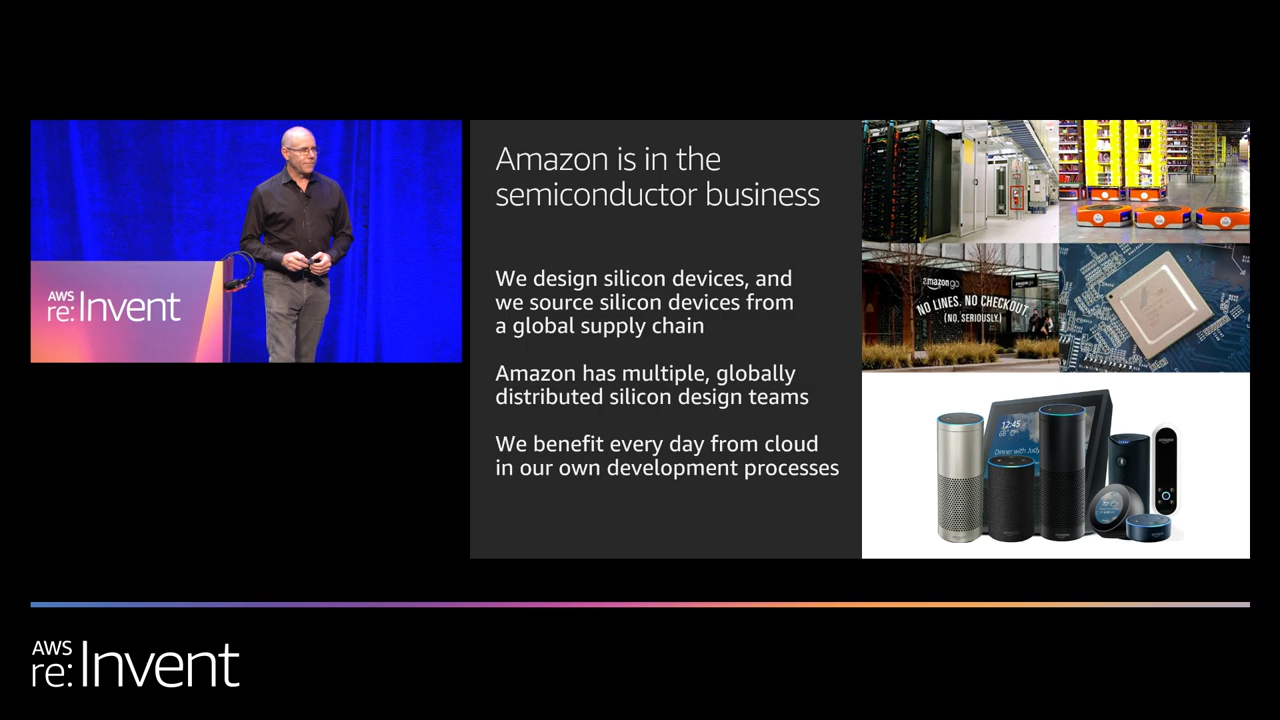 AWS
re:Invent
Amazon is in the
semiconductor business
We design silicon devices, and
we source silicon devices from
a global supply chain
Amazon has multiple, globally
distributed silicon design teams
We benefit every day from cloud
in our own development processes
amazon go
NO LINES. NO CHECKOUT.
(NO, SERIOUSLY.)
12:45
Dinner with Judy
AWS
re:Invent